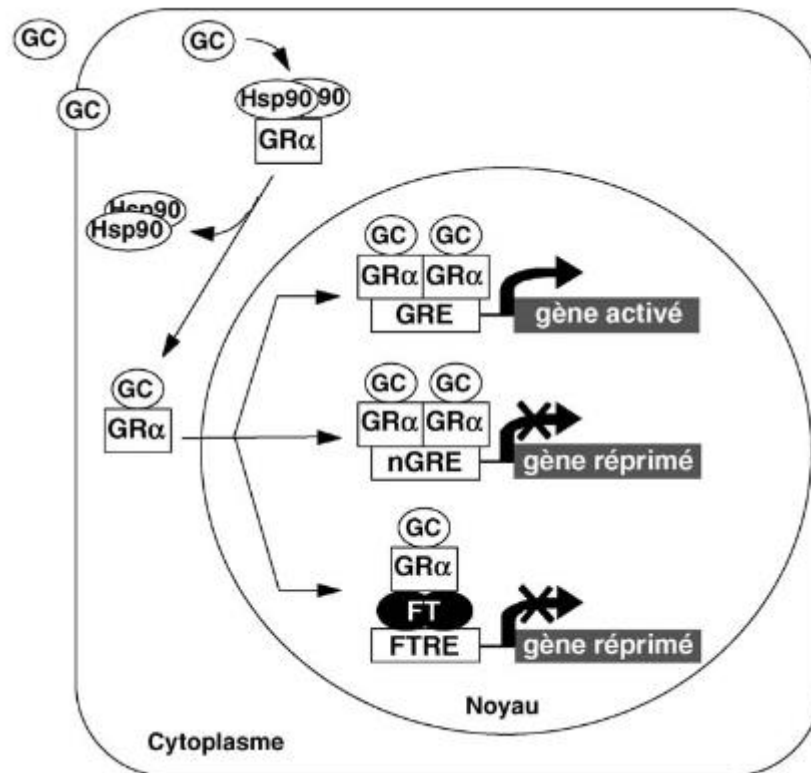 GC
GC
GC
Hsp90
90
GRα
Hsp90
Hsp90
GC
GRα
GC GC
GRα GRα
GRE
gène activé
GC GC
GRα GRα
nGRE
gène réprimé
GC
GRα
FT
FTRE
gène réprimé
Noyau
Cytoplasme